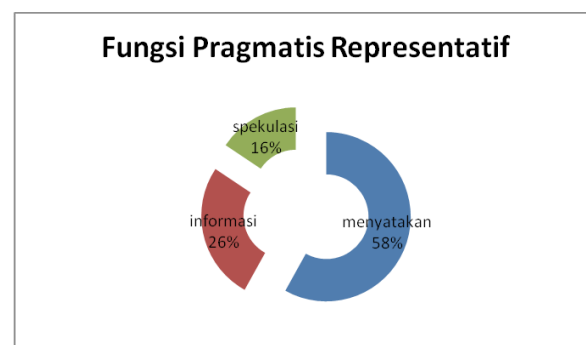 Fungsi Pragmatis Representatif
spekulasi
16%
informasi
26%
menyatakan
58%